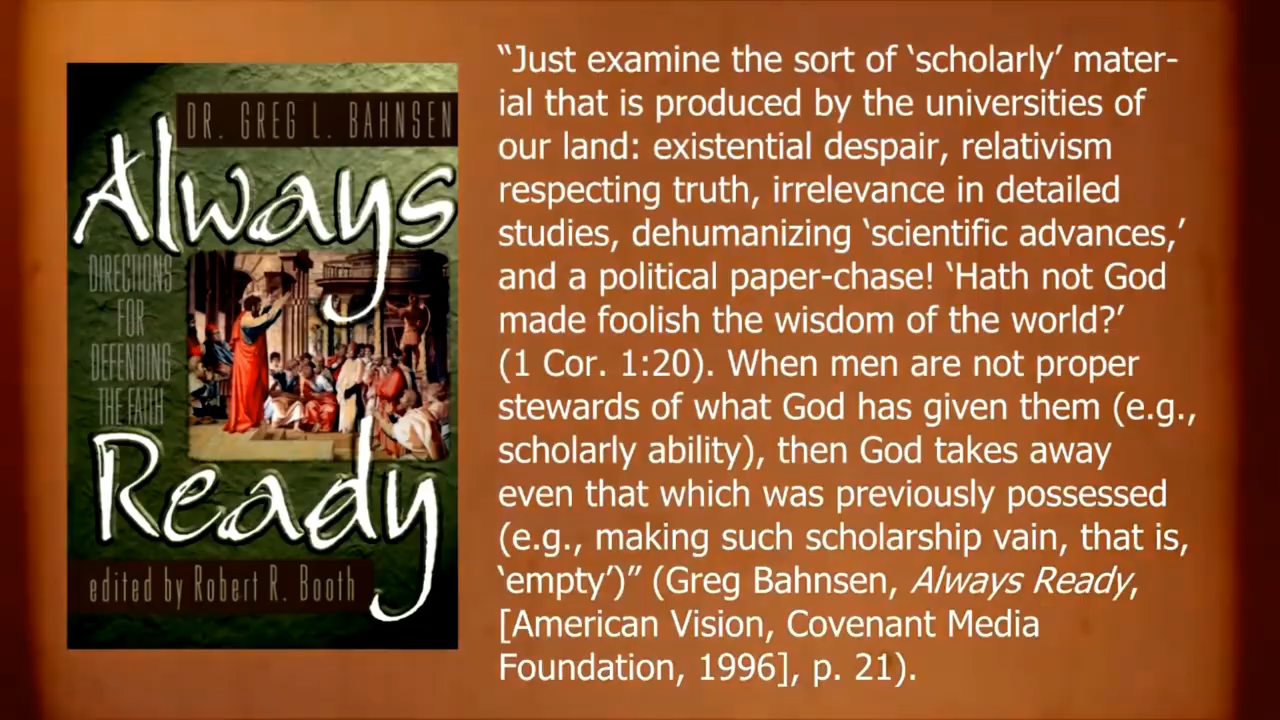 DR. GREG L. BAHNSEN
Always
DIRECTIONS
FOR
DEFENDING
THE FAITH
Ready
edited by Robert R. Booth
“Just examine the sort of ‘scholarly’ mater-
ial that is produced by the universities of
our land: existential despair, relativism
respecting truth, irrelevance in detailed
studies, dehumanizing ‘scientific advances,’
and a political paper-chase! ‘Hath not God
made foolish the wisdom of the world?’
(1 Cor. 1:20). When men are not proper
stewards of what God has given them (e.g.,
scholarly ability), then God takes away
even that which was previously possessed
(e.g., making such scholarship vain, that is,
‘empty’)” (Greg Bahnsen, Always Ready,
[American Vision, Covenant Media
Foundation, 1996], p. 21).